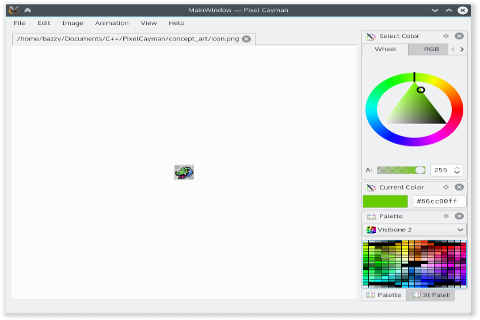 MainWindow — Pixel Cayman
File Edit Image Animation View Help
/home/bazzy/Documents/C++/PixelCayman/concept_art/icon.png
Select Color
Wheel RGB
A: 255
Current Color
#66cc00ff
Palette
Visibone 2
Palette dit Palett